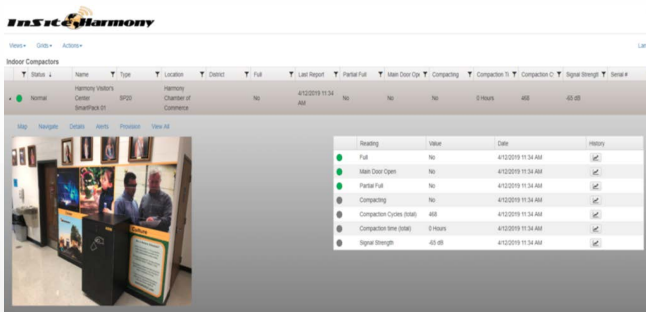 InSite Harmony
Views Grids Actions
Indoor Compactors
Status ↓ Name Type Location District Full Last Report Partial Full Main Door Ope Compacting Compaction Ti Compaction Cy Signal Strength Serial #
Normal Harmony Visitor's Center SmartPack 01 SP20 Harmony Chamber of Commerce No 4/12/2019 11:34 AM No No No 0 Hours 468 -65 dB
Map Navigate Details Alerts Provision View All
Reading Value Date History
Full No 4/12/2019 11:34 AM
Main Door Open No 4/12/2019 11:34 AM
Partial Full No 4/12/2019 11:34 AM
Compacting No 4/12/2019 11:34 AM
Compaction Cycles (total) 468 4/12/2019 11:34 AM
Compaction time (total) 0 Hours 4/12/2019 11:34 AM
Signal Strength -65 dB 4/12/2019 11:34 AM
Culture